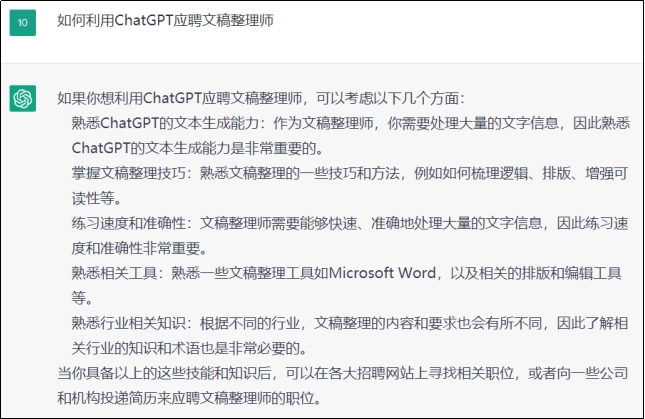 10
如何利用ChatGPT应聘文稿整理师
如果你想利用ChatGPT应聘文稿整理师，可以考虑以下几个方面：
熟悉ChatGPT的文本生成能力：作为文稿整理师，你需要处理大量的文字信息，因此熟悉
ChatGPT的文本生成能力是非常重要的。
掌握文稿整理技巧：熟悉文稿整理的一些技巧和方法，例如如何梳理逻辑、排版、增强可
读性等。
练习速度和准确性：文稿整理师需要能够快速、准确地处理大量的文字信息，因此练习速
度和准确性非常重要。
熟悉相关工具：熟悉一些文稿整理工具如Microsoft Word，以及相关的排版和编辑工具
等。
熟悉行业相关知识：根据不同的行业，文稿整理的内容和要求也会有所不同，因此了解相
关行业的知识和术语也是非常必要的。
当你具备以上的这些技能和知识后，可以在各大招聘网站上寻找相关职位，或者向一些公司
和机构投递简历来应聘文稿整理师的职位。